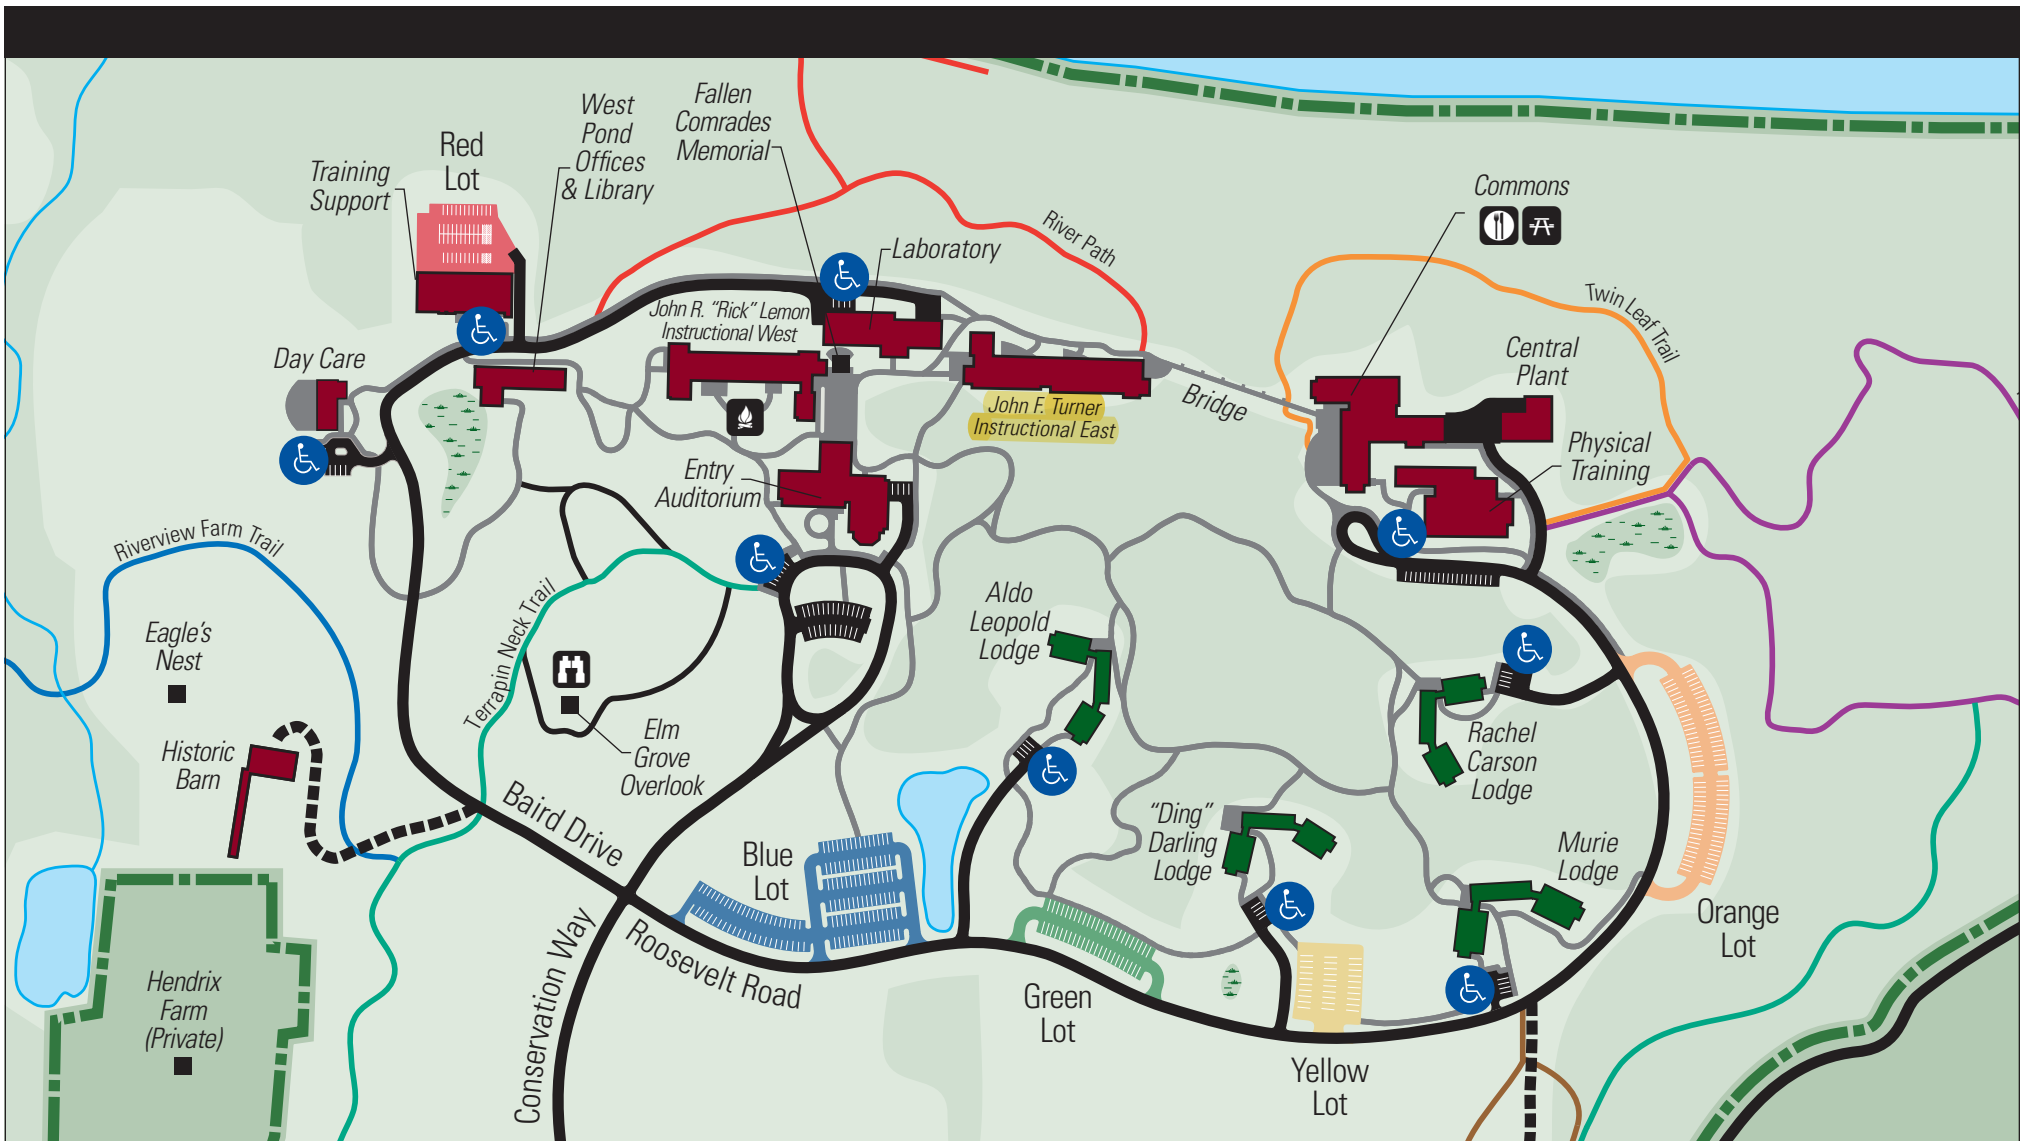 Red
Lot
Training
Support
West
Pond
Offices
& Library
Fallen
Comrades
Memorial
Laboratory
River Path
Commons
John R. “Rick” Lemon
Instructional West
Twin Leaf Trail
Day Care
Central
Plant
John F. Turner
Instructional East
Bridge
Physical
Training
Entry
Auditorium
Riverview Farm Trail
Aldo
Leopold
Lodge
Eagle's
Nest
Terrapin Neck Trail
Elm
Grove
Overlook
Historic
Barn
Rachel
Carson
Lodge
Baird Drive
“Ding”
Darling
Lodge
Blue
Lot
Murie
Lodge
Orange
Lot
Conservation Way
Roosevelt Road
Hendrix
Farm
(Private)
Green
Lot
Yellow
Lot